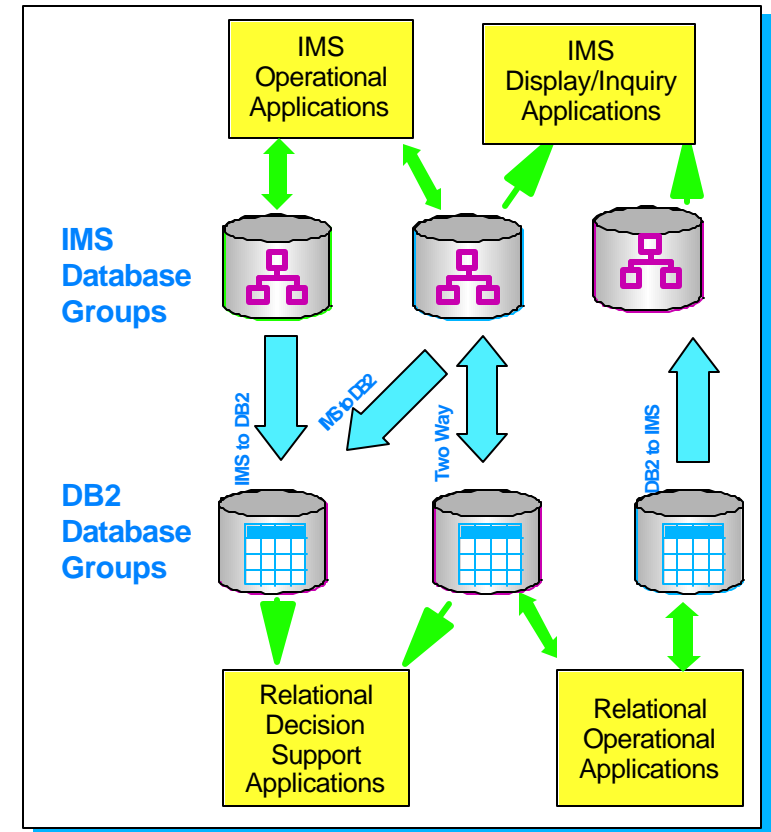 IMS
Operational
Applications
IMS
Display/Inquiry
Applications
IMS
Database
Groups
IMS to DB2
IMS to DB2
Two Way
DB2 to IMS
DB2
Database
Groups
Relational
Decision
Support
Applications
Relational
Operational
Applications